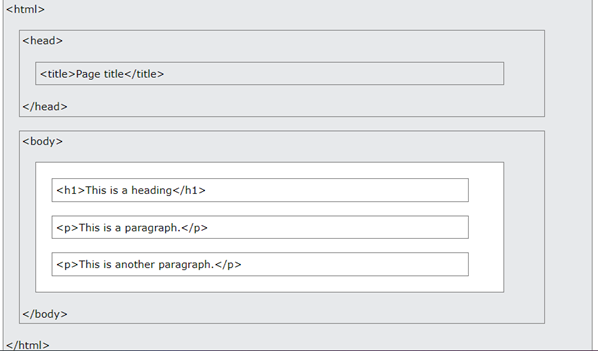 <html>
<head>
<title>Page title</title>
</head>
<body>
<h1>This is a heading</h1>
<p>This is a paragraph.</p>
<p>This is another paragraph.</p>
</body>
</html>